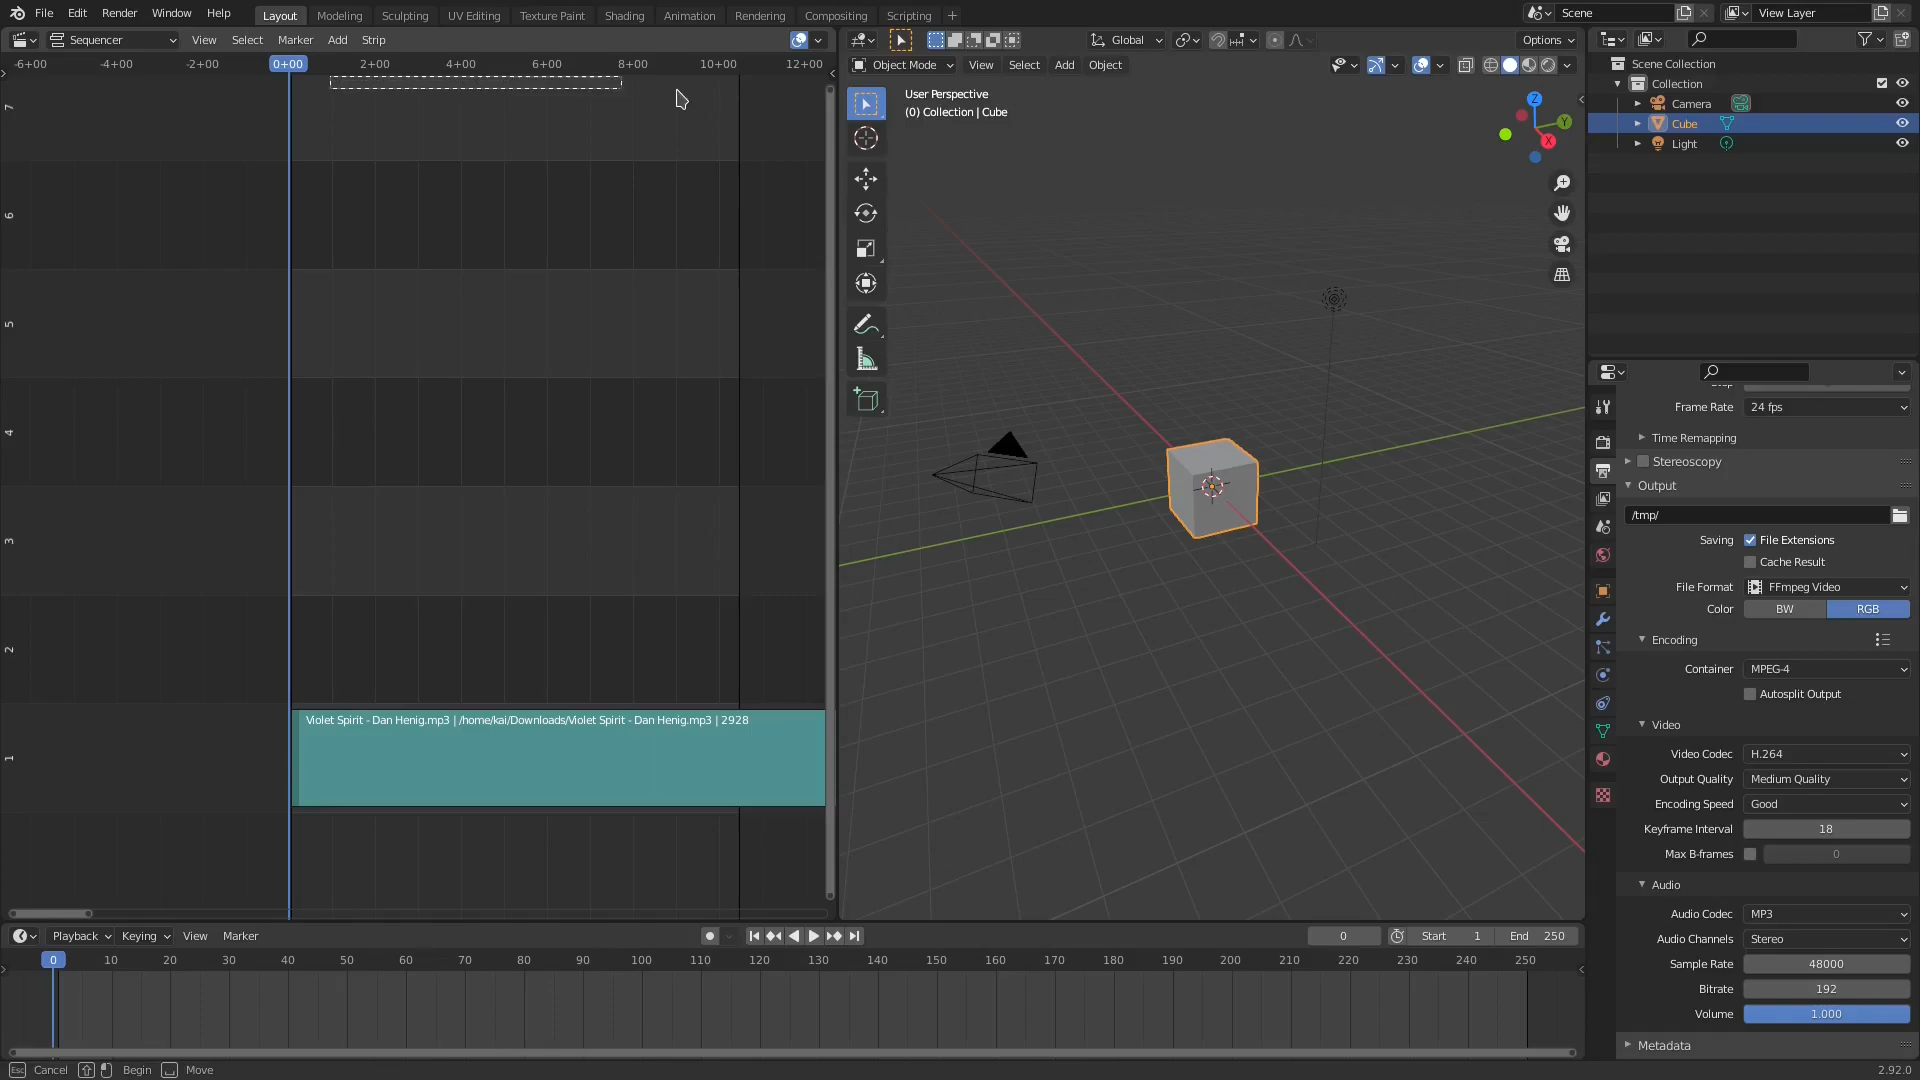 File Edit Render Window Help Layout Modeling Sculpting UV Editing Texture Paint Shading Animation Rendering Compositing Scripting + Scene View Layer
Sequencer View Select Marker Add Strip
-6+00 -4+00 -2+00 0+00 2+00 4+00 6+00 8+00 10+00 12+00
7
6
5
4
3
2
1
Violet Spirit - Dan Henig.mp3 | /home/kai/Downloads/Violet Spirit - Dan Henig.mp3 | 2928
Global Options
Object Mode View Select Add Object
User Perspective
(0) Collection | Cube
Z
Y
X
Scene Collection
Collection
Camera
Cube
Light
Frame Rate 24 fps
Time Remapping
Stereoscopy
Output
/tmp/
Saving File Extensions
Cache Result
File Format FFmpeg Video
Color BW RGB
Encoding
Container MPEG-4
Autosplit Output
Video
Video Codec H.264
Output Quality Medium Quality
Encoding Speed Good
Keyframe Interval 18
Max B-frames 0
Audio
Audio Codec MP3
Audio Channels Stereo
Sample Rate 48000
Bitrate 192
Volume 1.000
Metadata
Playback Keying View Marker 0 Start 1 End 250
0 10 20 30 40 50 60 70 80 90 100 110 120 130 140 150 160 170 180 190 200 210 220 230 240 250
Esc Cancel Begin Move 2.92.0